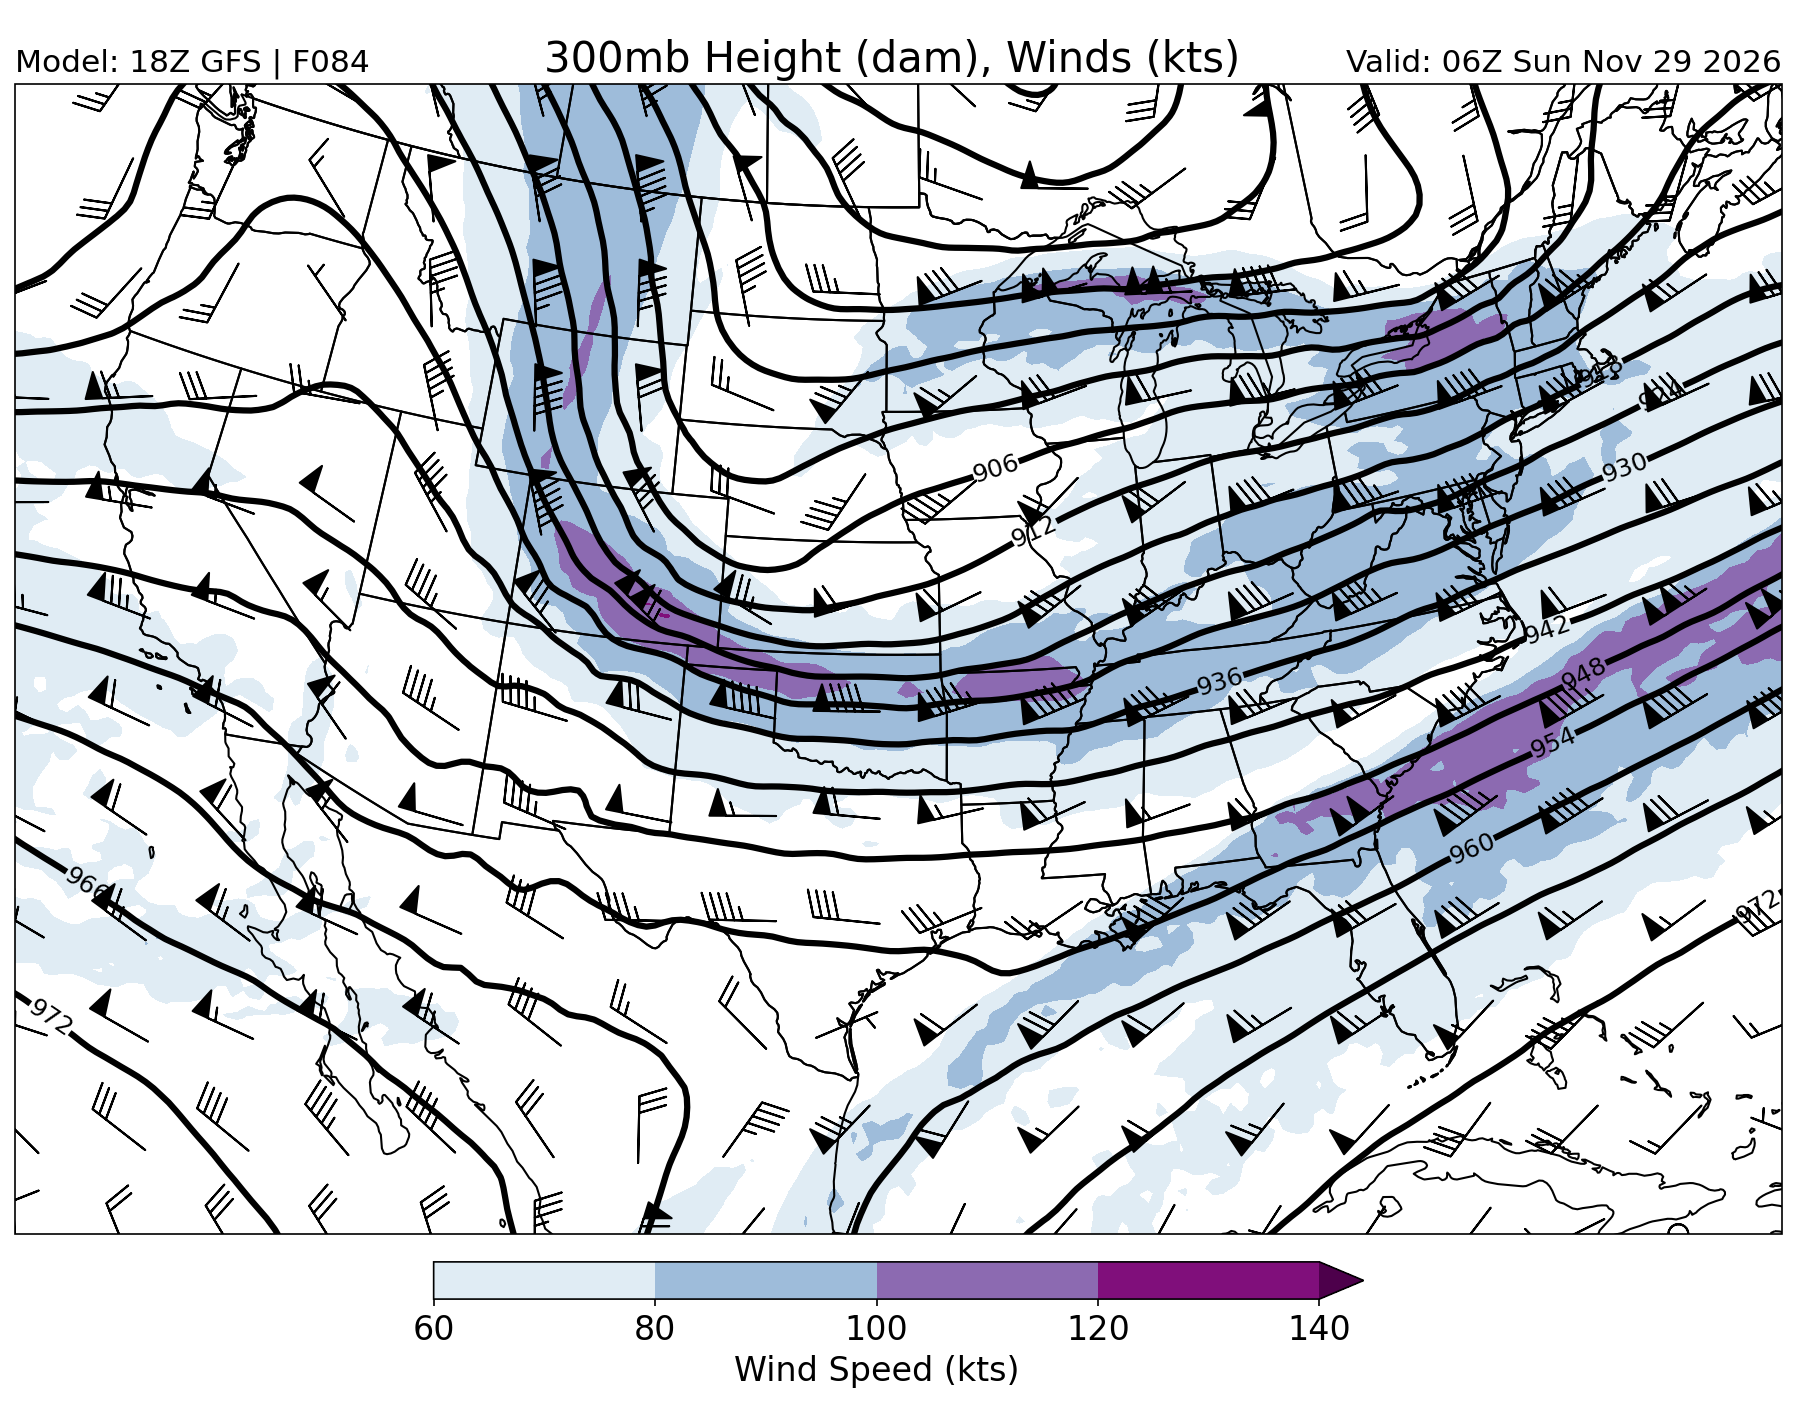 Model: 18Z GFS | F084
300mb Height (dam), Winds (kts)
Valid: 06Z Sun Nov 29 2026
918
924
906
930
912
942
936
948
954
960
966
972
972
60 80 100 120 140
Wind Speed (kts)